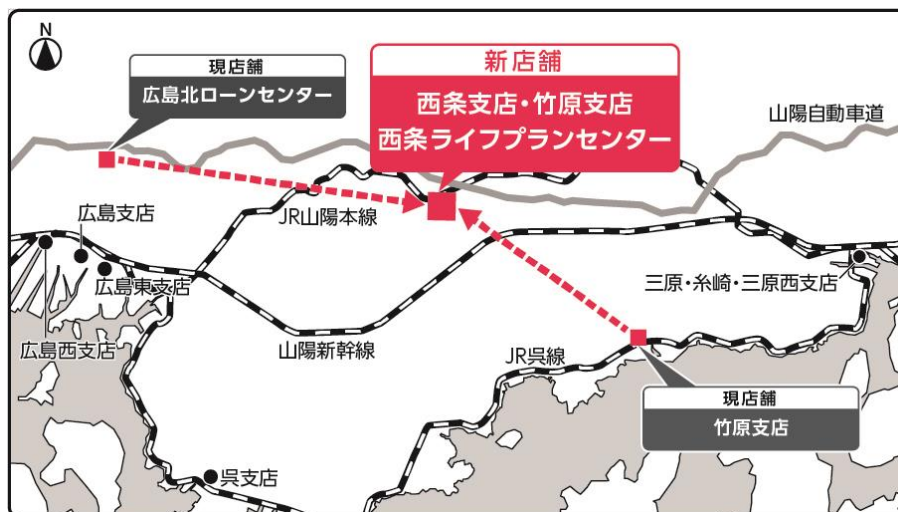 N
現店舗
広島北ローンセンター
新店舗
西条支店・竹原支店
西条ライフプランセンター
山陽自動車道
広島支店
JR山陽本線
広島東支店
三原・糸崎・三原西支店
広島西支店
山陽新幹線
JR呉線
現店舗
竹原支店
呉支店